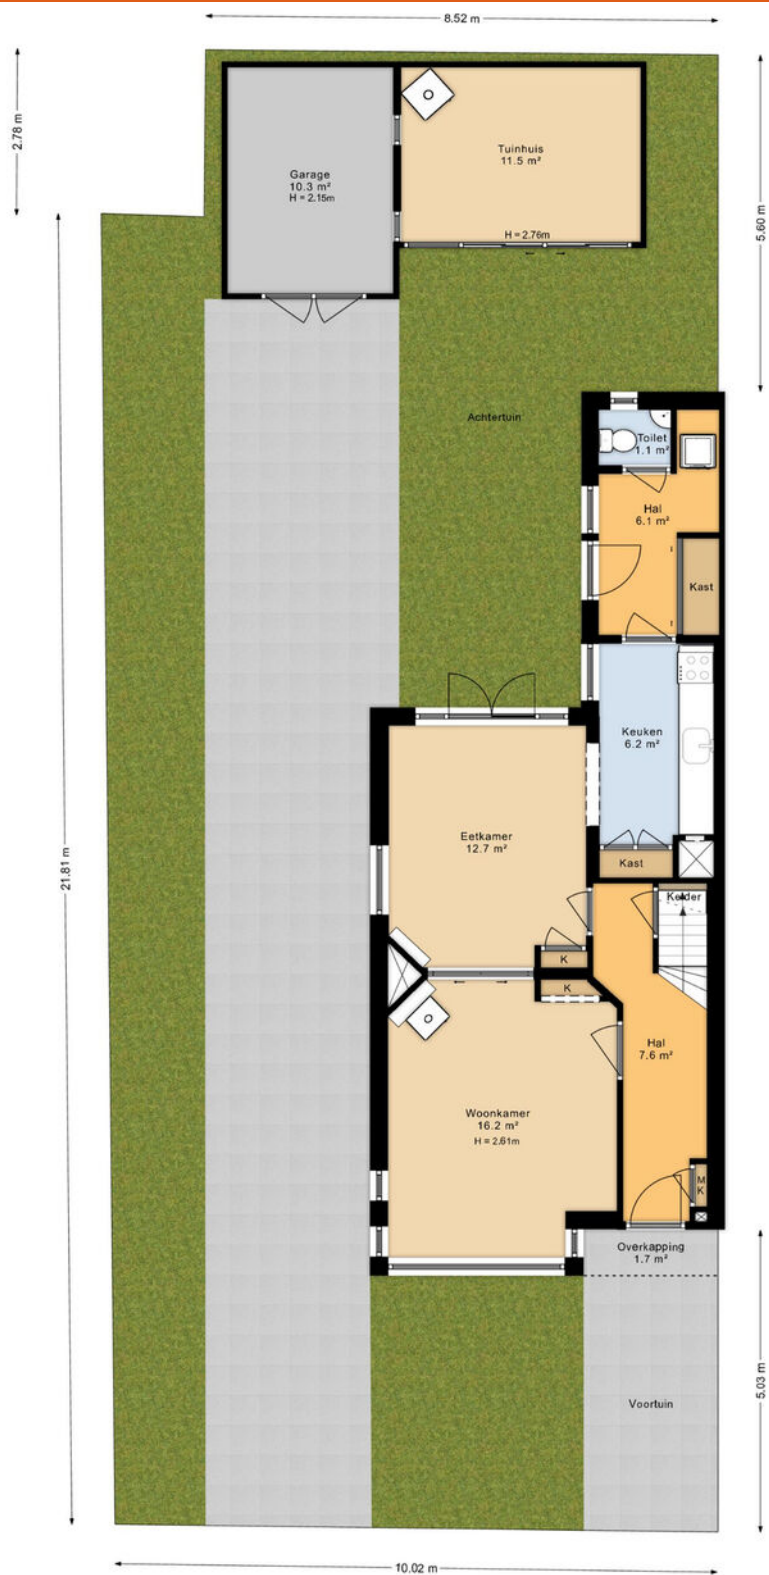 8.52 m
2.78 m
Garage
10.3 m²
H = 2.15m
Tuinhuis
11.5 m²
H = 2.76m
5.60 m
Achtertuin
Toilet
1.1 m²
Hal
6.1 m²
Kast
Keuken
6.2 m²
Eetkamer
12.7 m²
Kast
Kelder
K
K
21.81 m
Hal
7.6 m²
Woonkamer
16.2 m²
H = 2.61m
MK
Overkapping
1.7 m²
5.03 m
Voortuin
10.02 m